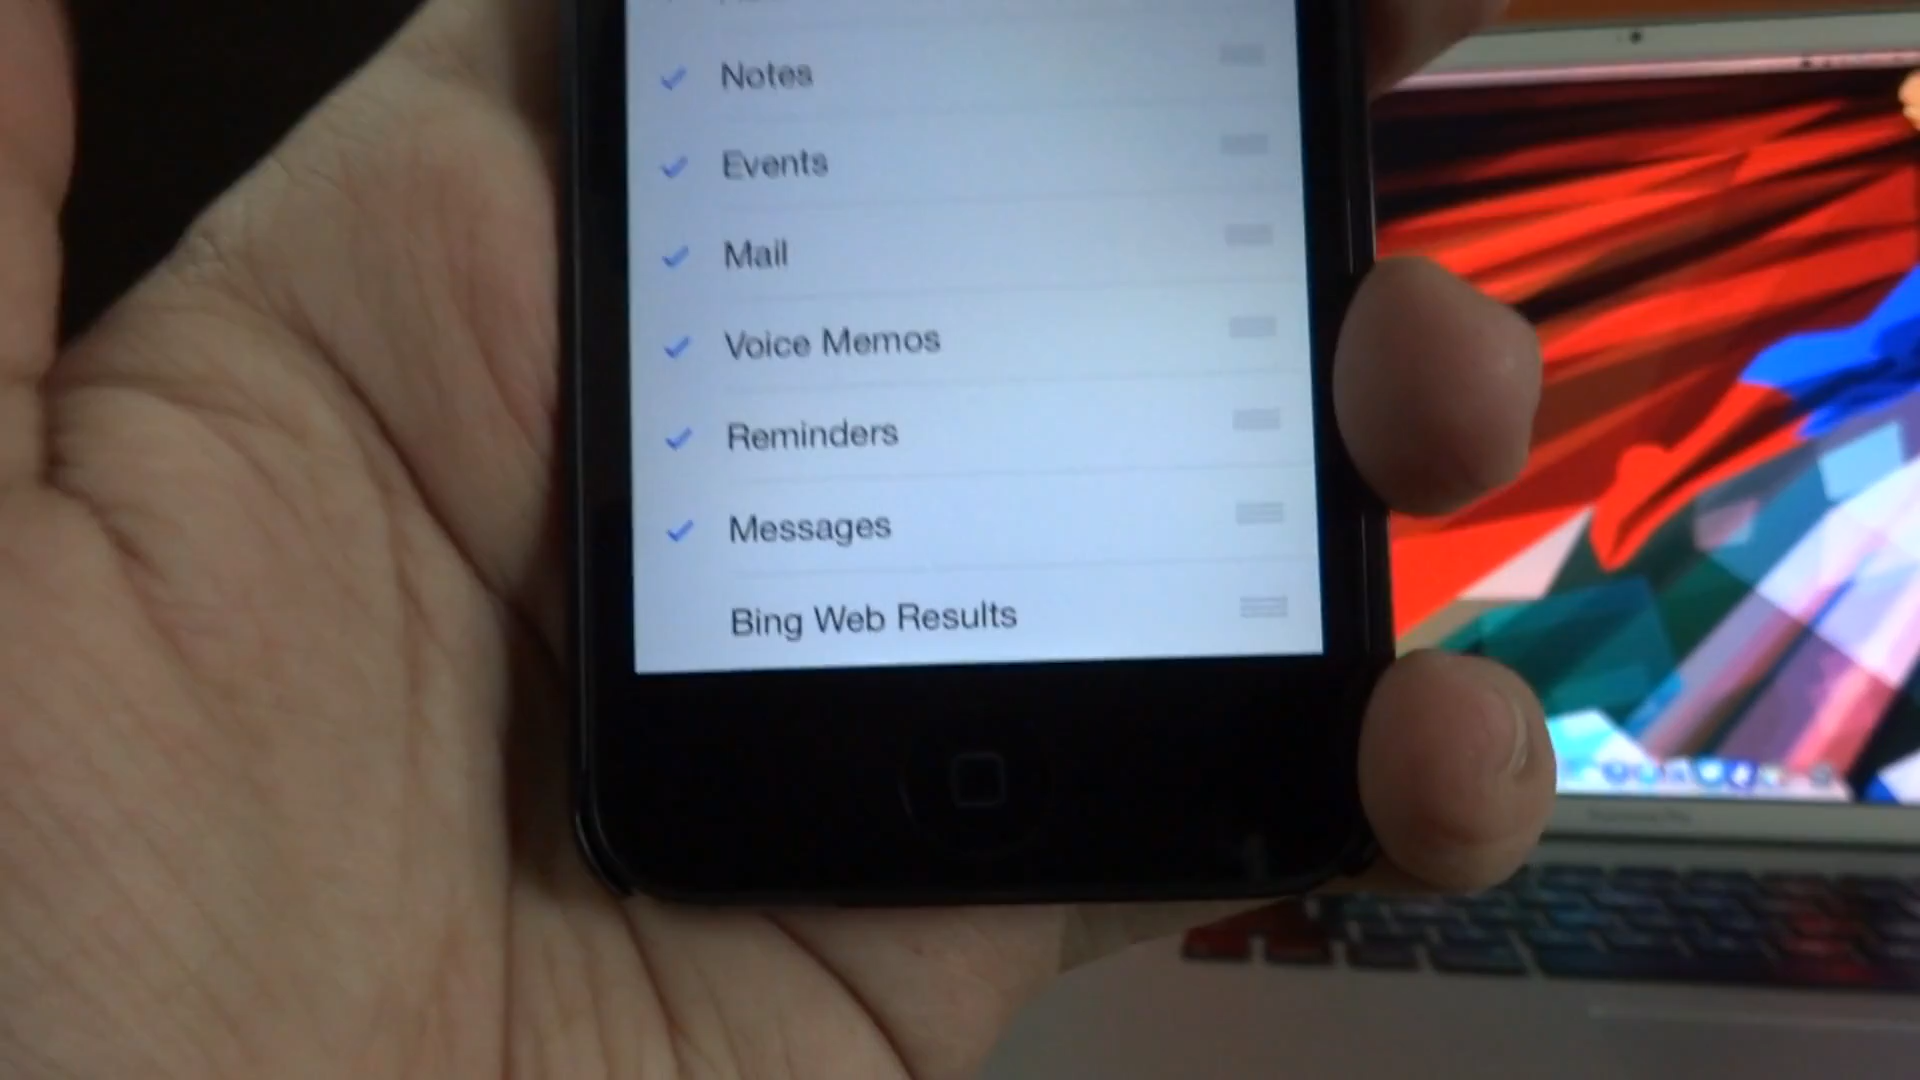 Notes
Events
Mail
Voice Memos
Reminders
Messages
Bing Web Results